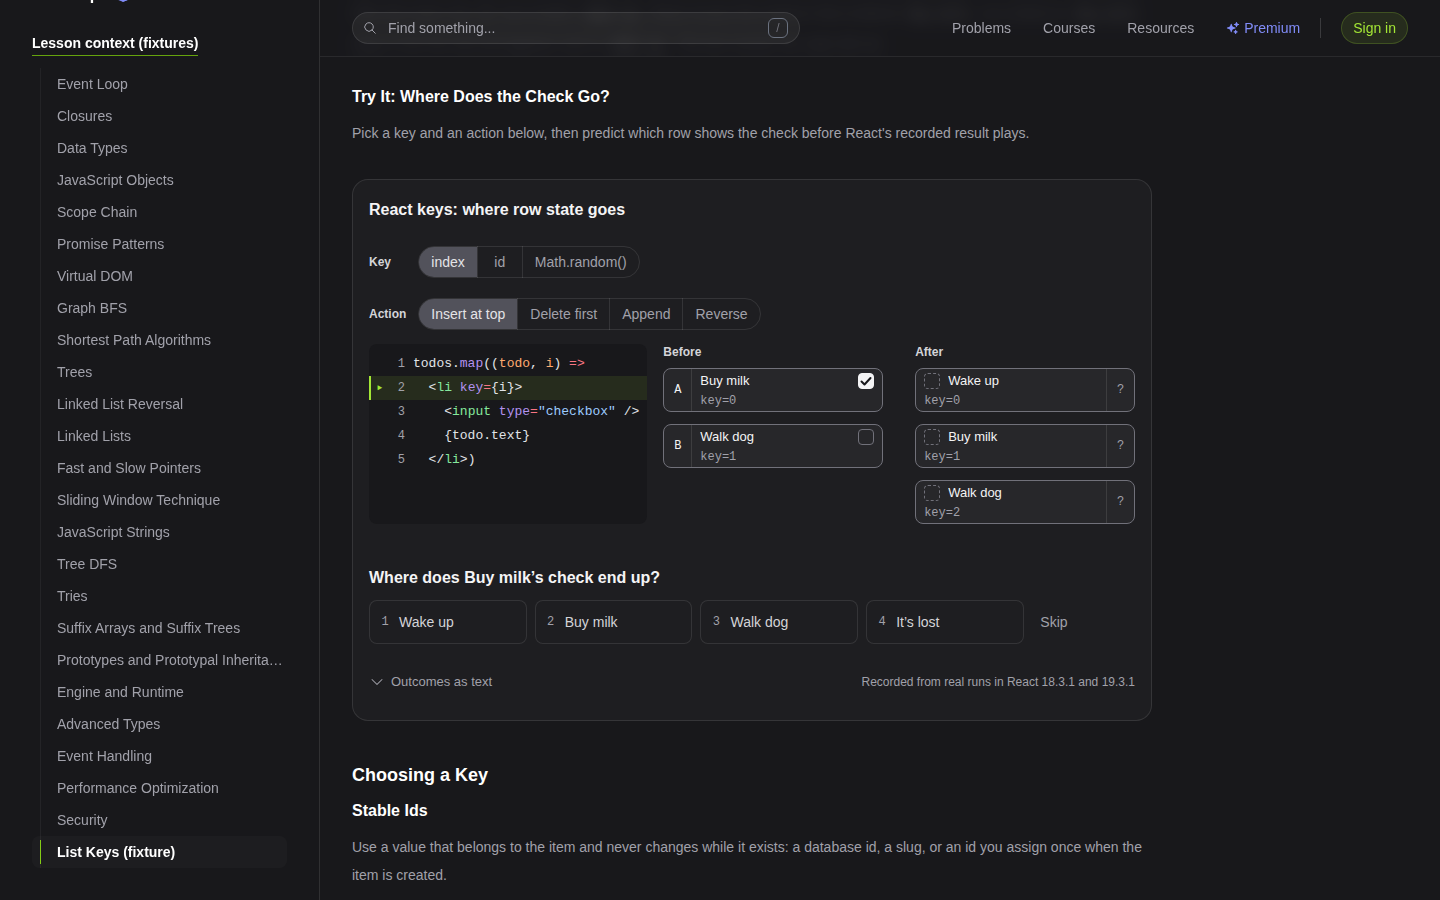 Lesson context (fixtures)
Event Loop
Closures
Data Types
JavaScript Objects
Scope Chain
Promise Patterns
Virtual DOM
Graph BFS
Shortest Path Algorithms
Trees
Linked List Reversal
Linked Lists
Fast and Slow Pointers
Sliding Window Technique
JavaScript Strings
Tree DFS
Tries
Suffix Arrays and Suffix Trees
Prototypes and Prototypal Inherita…
Engine and Runtime
Advanced Types
Event Handling
Performance Optimization
Security
List Keys (fixture)
Find something... /
Problems Courses Resources Premium Sign in
Try It: Where Does the Check Go?
Pick a key and an action below, then predict which row shows the check before React's recorded result plays.
React keys: where row state goes
Key index id Math.random()
Action Insert at top Delete first Append Reverse
1 todos.map((todo, i) =>
2 <li key={i}>
3 <input type="checkbox" />
4 {todo.text}
5 </li>)
Before
A Buy milk
key=0
B Walk dog
key=1
After
Wake up ?
key=0
Buy milk ?
key=1
Walk dog ?
key=2
Where does Buy milk’s check end up?
1 Wake up 2 Buy milk 3 Walk dog 4 It’s lost Skip
Outcomes as text Recorded from real runs in React 18.3.1 and 19.3.1
Choosing a Key
Stable Ids
Use a value that belongs to the item and never changes while it exists: a database id, a slug, or an id you assign once when the
item is created.